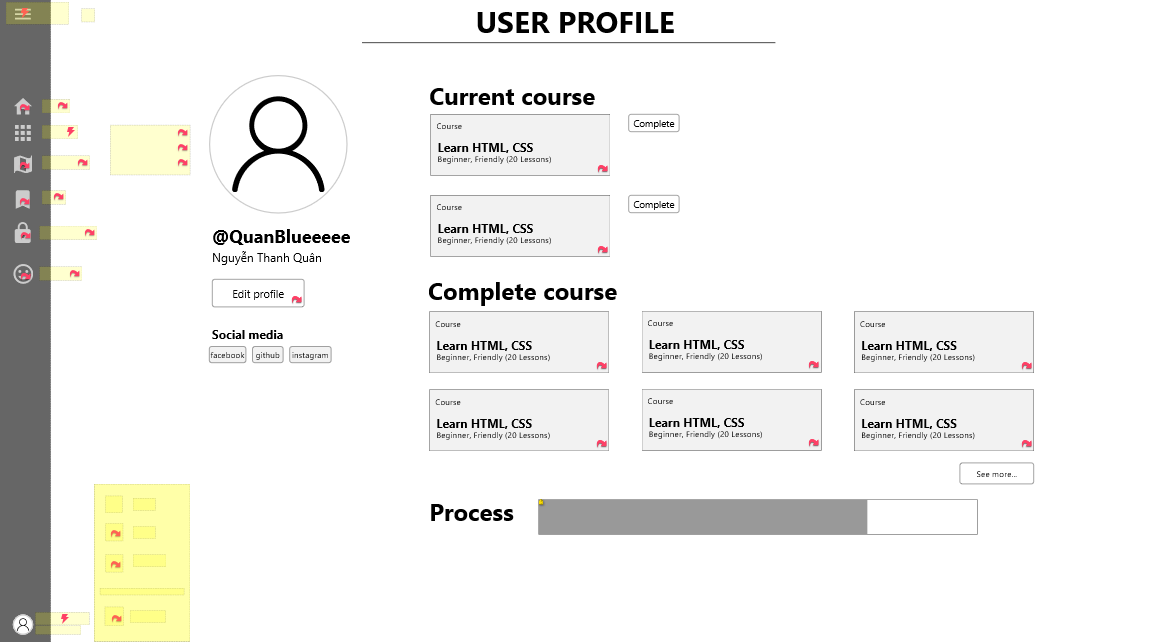 USER PROFILE
@QuanBlueeeee
Nguyễn Thanh Quân
Edit profile
Social media
facebook github instagram
Current course
Course
Learn HTML, CSS
Beginner, Friendly (20 Lessons)
Complete
Course
Learn HTML, CSS
Beginner, Friendly (20 Lessons)
Complete
Complete course
Course
Learn HTML, CSS
Beginner, Friendly (20 Lessons)
Course
Learn HTML, CSS
Beginner, Friendly (20 Lessons)
Course
Learn HTML, CSS
Beginner, Friendly (20 Lessons)
Course
Learn HTML, CSS
Beginner, Friendly (20 Lessons)
Course
Learn HTML, CSS
Beginner, Friendly (20 Lessons)
Course
Learn HTML, CSS
Beginner, Friendly (20 Lessons)
See more...
Process